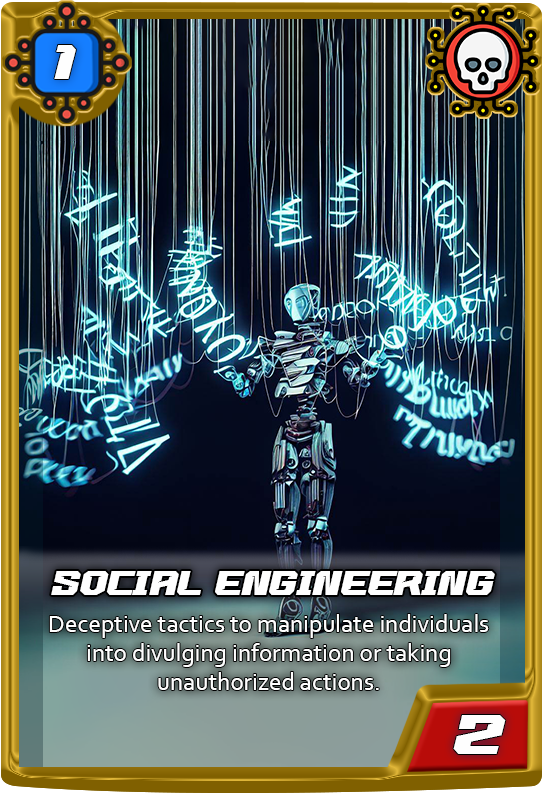 1
SOCIAL ENGINEERING
Deceptive tactics to manipulate individuals
into divulging information or taking
unauthorized actions.
2